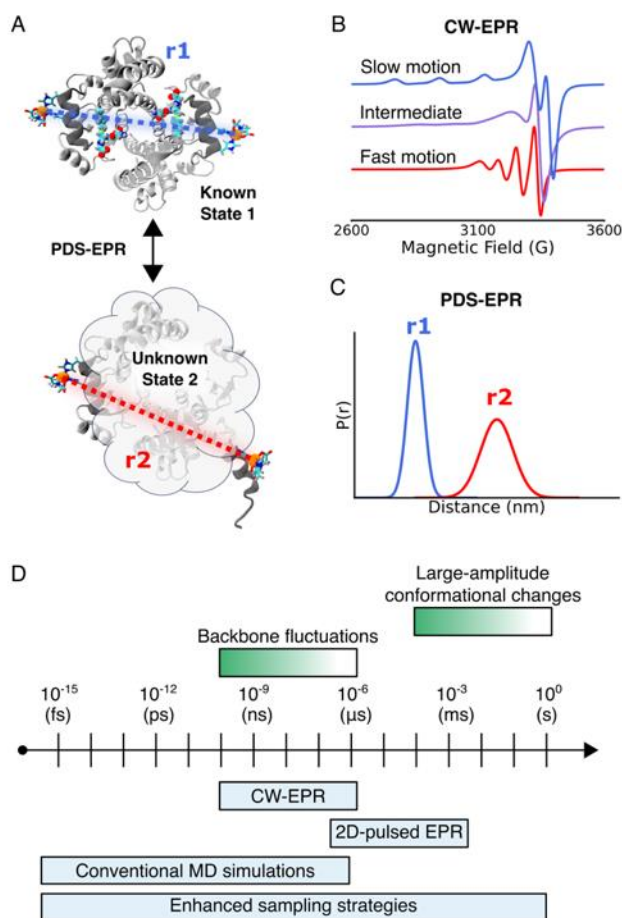 A
r1
Known
State 1
PDS-EPR
Unknown
State 2
r2
B
CW-EPR
Slow motion
Intermediate
Fast motion
2600
3100
3600
Magnetic Field (G)
C
PDS-EPR
r1
r2
P(r)
Distance (nm)
D
Large-amplitude
conformational changes
Backbone fluctuations
10⁻¹⁵ 10⁻¹² 10⁻⁹ 10⁻⁶ 10⁻³ 10⁰
(fs) (ps) (ns) (μs) (ms) (s)
CW-EPR
2D-pulsed EPR
Conventional MD simulations
Enhanced sampling strategies